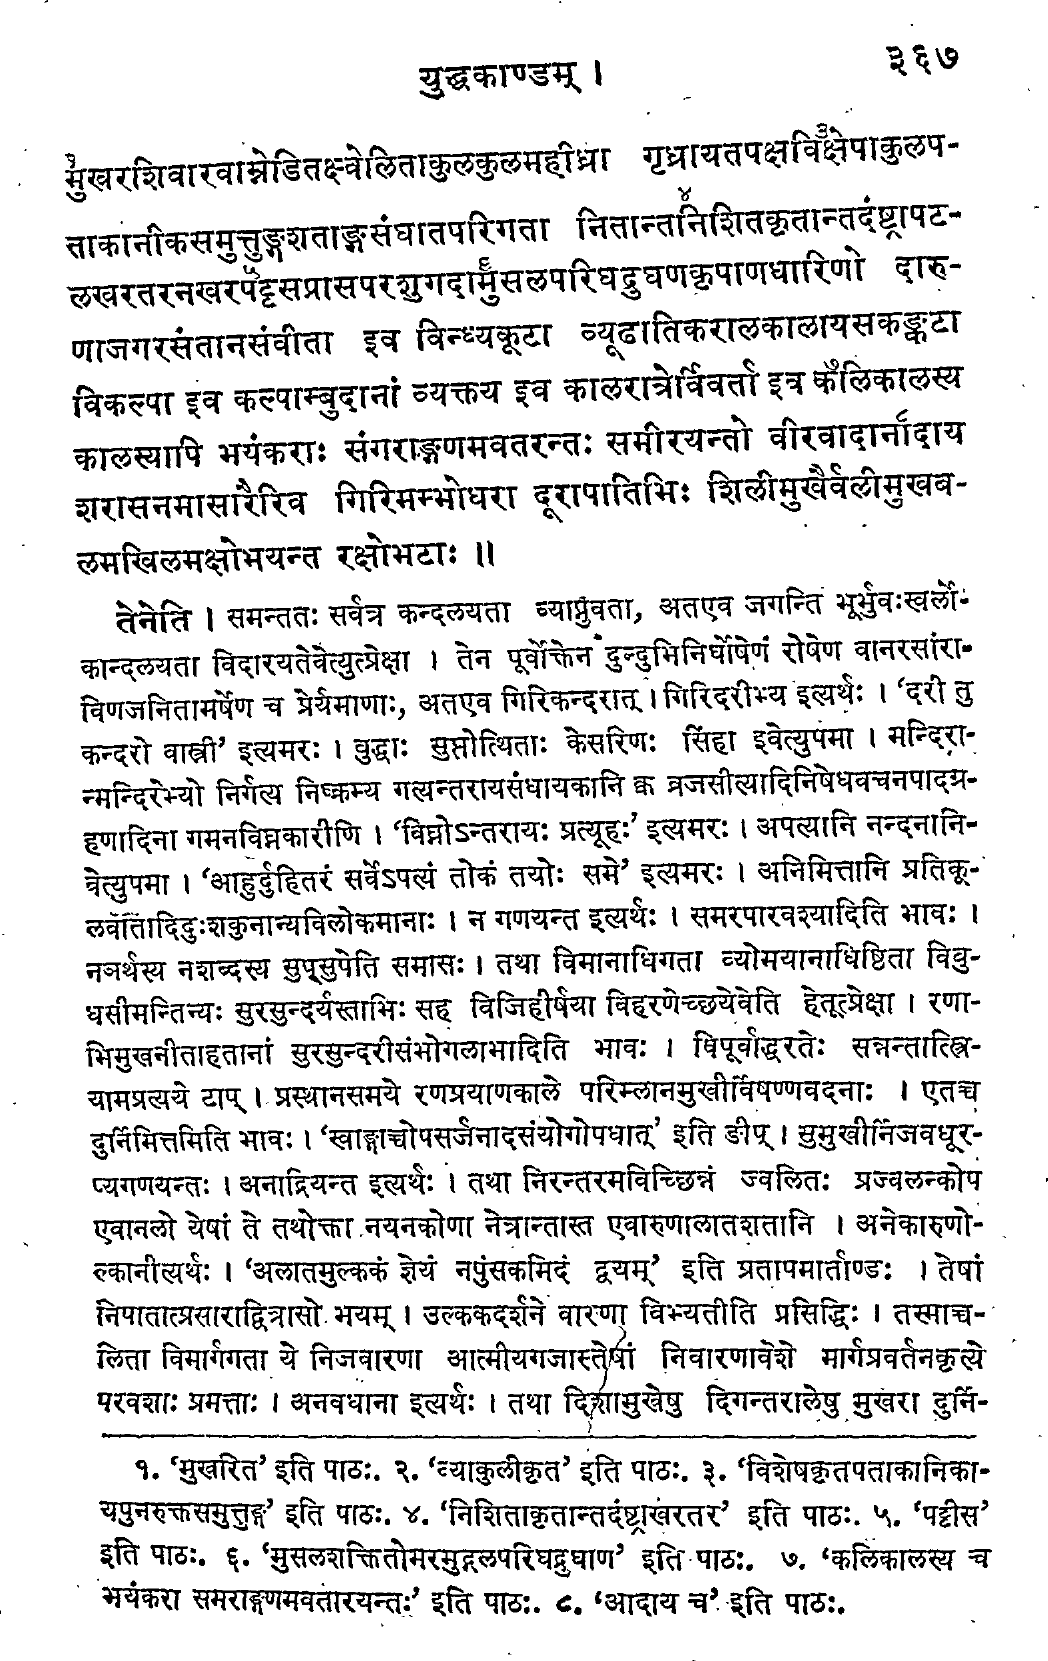 युद्धकाण्डम् ।
३६७
मुखरशिवारवाम्रेडितक्ष्वेलिताकुलकुलमहीध्रा गृध्रायतपक्षविक्षेपाकुलप-
ताकानीकसमुत्तुङ्गशताङ्गसंघातपरिगता नितान्तनिशितकृतान्तदंष्ट्रापट-
लखरतरनखरपट्टसप्रासपरशुगदामुसलपरिघद्रुघणकृपाणधारिणो दारु-
णाजगरसंतानसंवीता इव विन्ध्यकूटा व्यूढातिकरालकालायसकङ्कटा
विकल्पा इव कल्पाम्बुदानां व्यक्तय इव कालरात्रेर्विवर्ता इव कलिकालस्य
कालस्यापि भयंकराः संगराङ्गणमवतरन्तः समीरयन्तो वीरवादानादाय
शरासनमासारैरिव गिरिमम्भोधरा दूरापातिभिः शिलीमुखैर्वलीमुखब-
लमखिलमक्षोभयन्त रक्षोभटाः ॥
तेनेति । समन्ततः सर्वत्र कन्दलयता व्याप्नुवता, अतएव जगन्ति भूर्भुवःस्वर्लो-
कान्दलयता विदारयतेवेत्युत्प्रेक्षा । तेन पूर्वोक्तेन दुन्दुभिनिर्घोषेण रोषेण वानरसांरा-
विणजनितामर्षेण च प्रेर्यमाणाः, अतएव गिरिकन्दरात् । गिरिदरीभ्य इत्यर्थः । ‘दरी तु
कन्दरो वास्त्री’ इत्यमरः । बुद्धाः सुप्तोत्थिताः केसरिणः सिंहा इवेत्युपमा । मन्दिरा-
न्मन्दिरेभ्यो निर्गत्य निष्क्रम्य गत्यन्तरायसंधायकानि क्व व्रजसीत्यादिनिषेधवचनपादग्र-
हणादिना गमनविघ्नकारीणि । ‘विघ्नोऽन्तरायः प्रत्यूहः’ इत्यमरः । अपत्यानि नन्दनानि-
वेत्युपमा । ‘आहुर्दुहितरं सर्वेऽपत्यं तोकं तयोः समे’ इत्यमरः । अनिमित्तानि प्रतिकू-
लवातादिदुःशकुनान्यविलोकमानाः । न गणयन्त इत्यर्थः । समरपारवश्यादिति भावः ।
नञर्थस्य नशब्दस्य सुप्सुपेति समासः । तथा विमानाधिगता व्योमयानाधिष्ठिता विबु-
धसीमन्तिन्यः सुरसुन्दर्यस्ताभिः सह विजिहीर्षया विहरणेच्छयेवेति हेतूत्प्रेक्षा । रणा-
भिमुखनीताहतानां सुरसुन्दरीसंभोगलाभादिति भावः । विपूर्वाद्धरतेः सन्नन्तात्स्त्रि-
यामप्रत्यये टाप् । प्रस्थानसमये रणप्रयाणकाले परिम्लानमुखीर्विषण्णवदनाः । एतच्च
दुर्निमित्तमिति भावः । ‘स्वाङ्गाच्चोपसर्जनादसंयोगोपधात्’ इति ङीप् । सुमुखीर्निजवधूर-
प्यगणयन्तः । अनाद्रियन्त इत्यर्थः । तथा निरन्तरमविच्छिन्नं ज्वलितः प्रज्वलन्कोप
एवानलो येषां ते तथोक्ता नयनकोणा नेत्रान्तास्त एवारुणालातशतानि । अनेकारुणो-
ल्कानीत्यर्थः । ‘अलातमुल्ककं ज्ञेयं नपुंसकमिदं द्वयम्’ इति प्रतापमार्ताण्डः । तेषां
निपातात्प्रसाराद्वित्रासो भयम् । उल्ककदर्शने वारणा विभ्यतीति प्रसिद्धिः । तस्माच्च-
लिता विमार्गगता ये निजवारणा आत्मीयगजास्तेषां निवारणावेशे मार्गप्रवर्तनकृत्ये
परवशाः प्रमत्ताः । अनवधाना इत्यर्थः । तथा दिशामुखेषु दिगन्तरालेषु मुखरा दुर्नि-
१. ‘मुखरित’ इति पाठः. २. ‘व्याकुलीकृत’ इति पाठः. ३. ‘विशेषकृतपताकानिका-
यपुनरुक्तसमुत्तुङ्ग’ इति पाठः. ४. ‘निशिताकृतान्तदंष्ट्राखरतर’ इति पाठः. ५. ‘पट्टीस’
इति पाठः. ६. ‘मुसलशक्तितोमरमुद्गलपरिघद्रुघाण’ इति पाठः. ७. ‘कलिकालस्य च
भयंकरा समराङ्गणमवतारयन्तः’ इति पाठः. ८. ‘आदाय च’ इति पाठः.